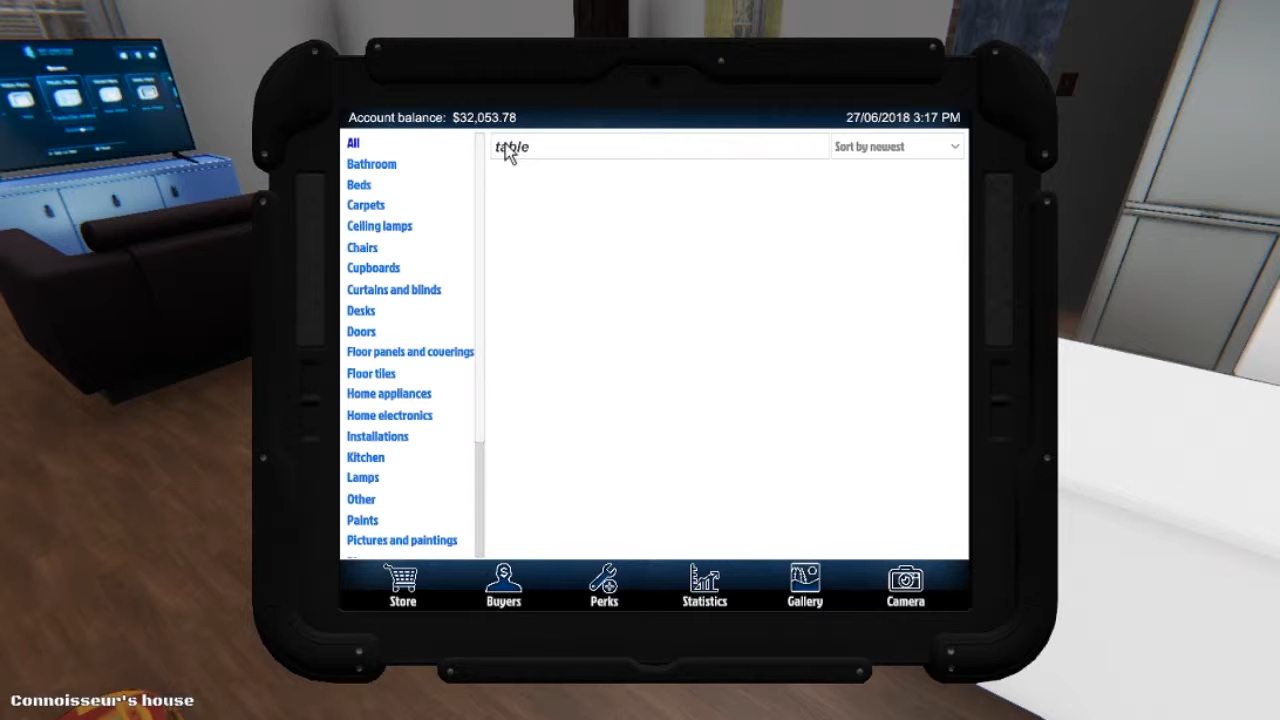 Account balance: $32,053.78
27/06/2018 3:17 PM
All
table
Sort by newest
Bathroom
Beds
Carpets
Ceiling lamps
Chairs
Cupboards
Curtains and blinds
Desks
Doors
Floor panels and coverings
Floor tiles
Home appliances
Home electronics
Installations
Kitchen
Lamps
Other
Paints
Pictures and paintings
Store
Buyers
Perks
Statistics
Gallery
Camera
Connoisseur's house